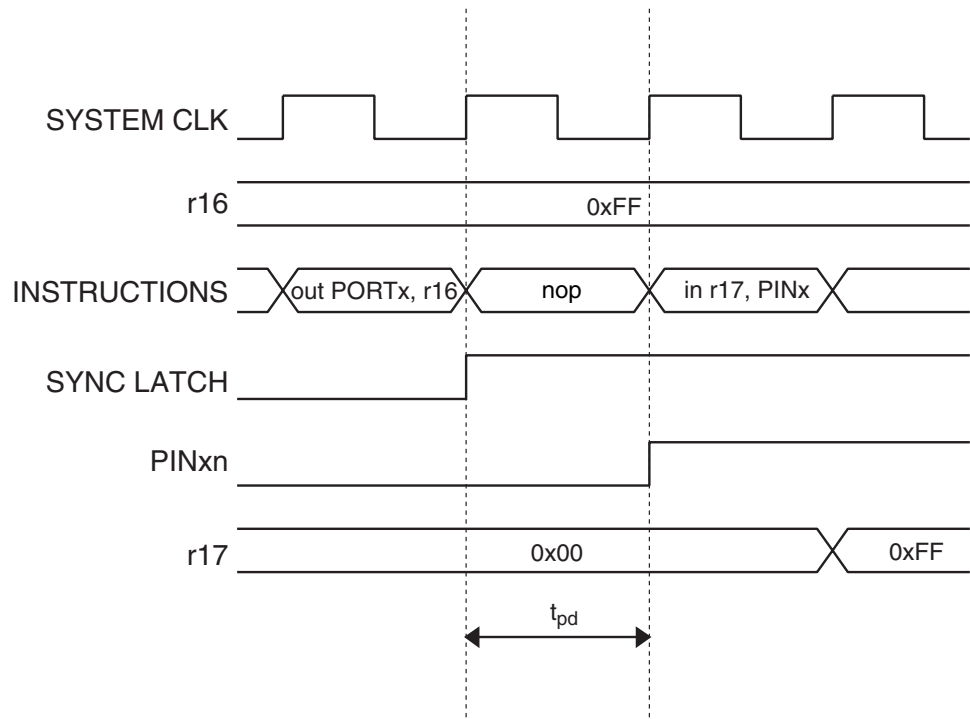 SYSTEM CLK
r16
0xFF
INSTRUCTIONS
out PORTx, r16
nop
in r17, PINx
SYNC LATCH
PINxn
r17
0x00
0xFF
tpd